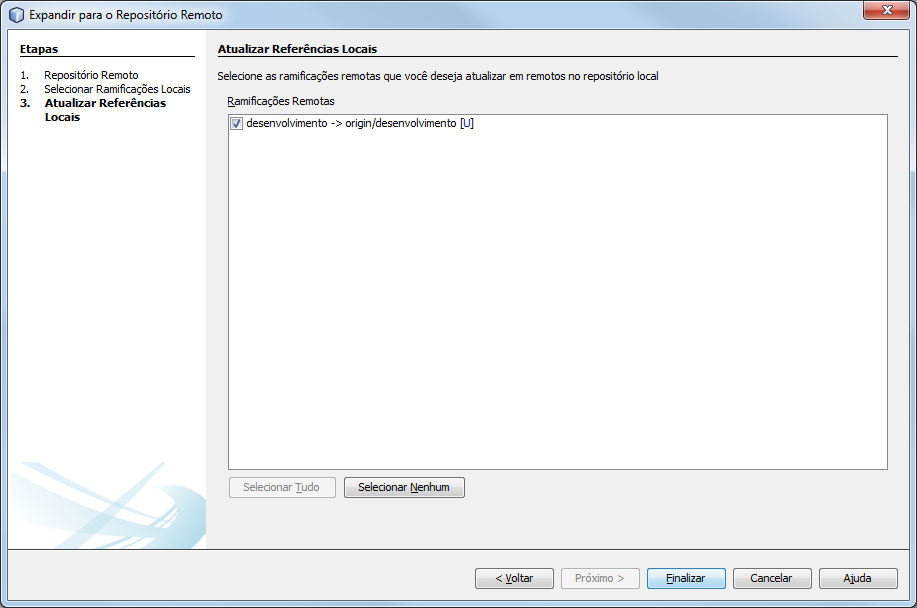 Expandir para o Repositório Remoto
Etapas
1. Repositório Remoto
2. Selecionar Ramificações Locais
3. Atualizar Referências
Locais
Atualizar Referências Locais
Selecione as ramificações remotas que você deseja atualizar em remotos no repositório local
Ramificações Remotas
desenvolvimento -> origin/desenvolvimento [U]
Selecionar Tudo
Selecionar Nenhum
< Voltar
Próximo >
Finalizar
Cancelar
Ajuda